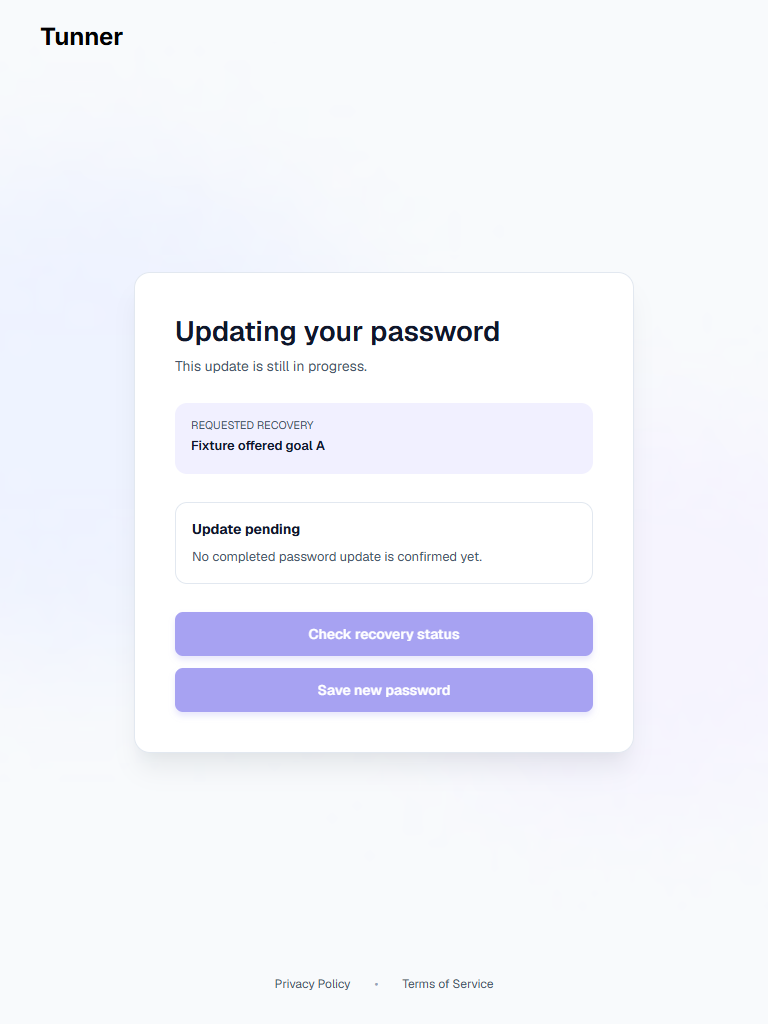 Tunner
Updating your password
This update is still in progress.
REQUESTED RECOVERY
Fixture offered goal A
Update pending
No completed password update is confirmed yet.
Check recovery status
Save new password
Privacy Policy • Terms of Service